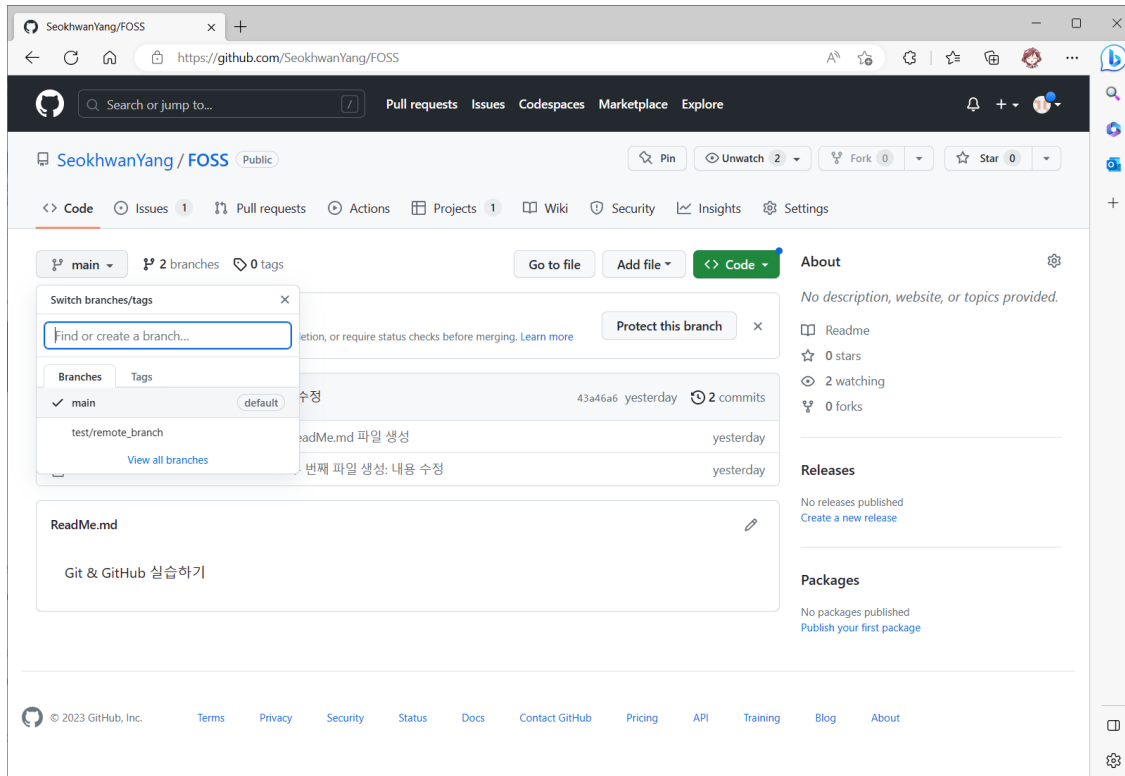 SeokhwanYang/FOSS
https://github.com/SeokhwanYang/FOSS
Search or jump to... / Pull requests Issues Codespaces Marketplace Explore
SeokhwanYang / FOSS Public Pin Unwatch 2 Fork 0 Star 0
<> Code Issues 1 Pull requests Actions Projects 1 Wiki Security Insights Settings
main 2 branches 0 tags Go to file Add file <> Code
Switch branches/tags
Find or create a branch...
Branches Tags
main default
test/remote_branch
View all branches
Protect this branch
etion, or require status checks before merging. Learn more
수정 43a46a6 yesterday 2 commits
eadMe.md 파일 생성 yesterday
번째 파일 생성: 내용 수정 yesterday
ReadMe.md
Git & GitHub 실습하기
About
No description, website, or topics provided.
Readme
0 stars
2 watching
0 forks
Releases
No releases published
Create a new release
Packages
No packages published
Publish your first package
© 2023 GitHub, Inc. Terms Privacy Security Status Docs Contact GitHub Pricing API Training Blog About